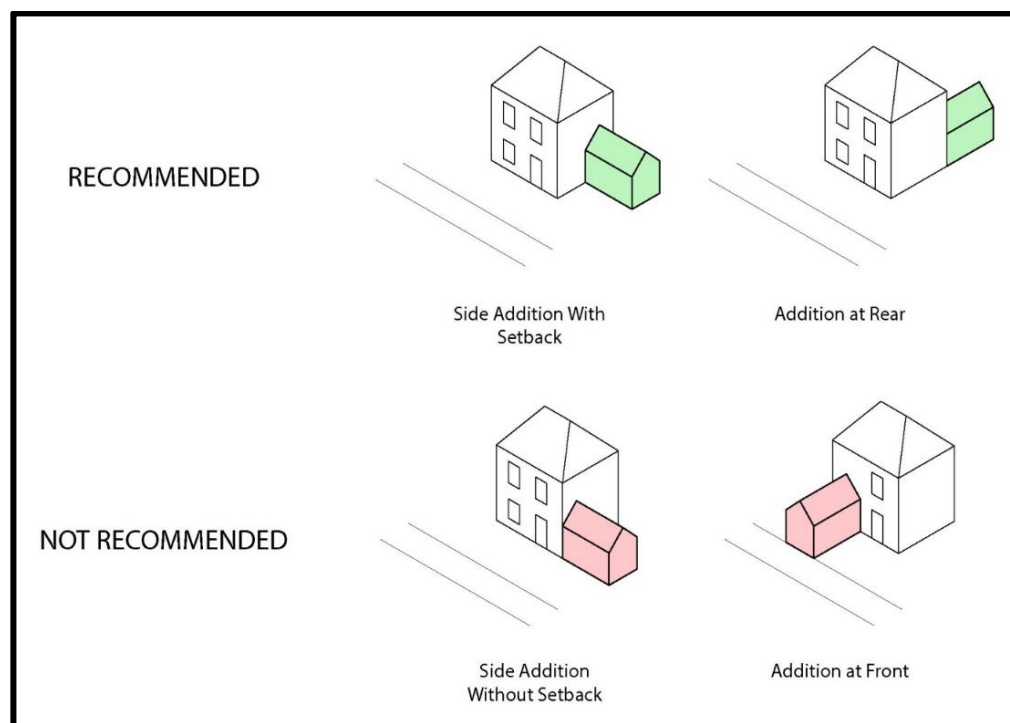 RECOMMENDED
Side Addition With
Setback
Addition at Rear
NOT RECOMMENDED
Side Addition
Without Setback
Addition at Front